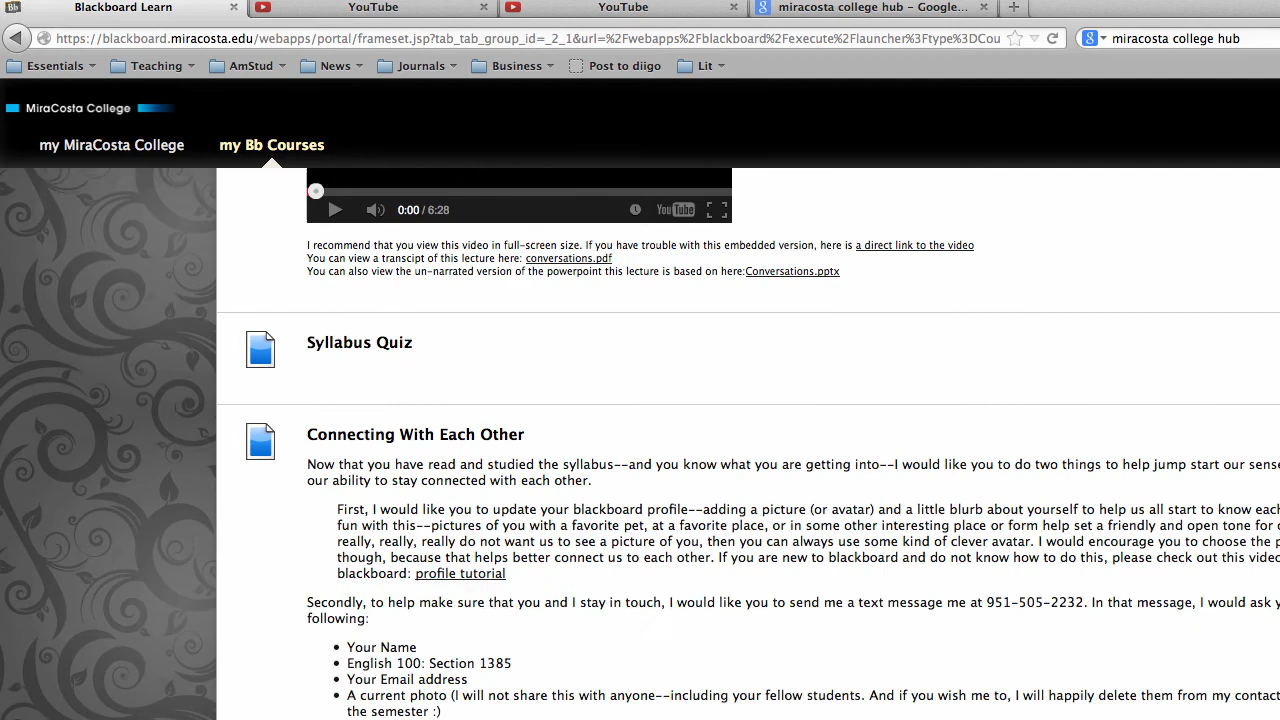 Blackboard Learn
YouTube
YouTube
miracosta college hub - Google...
https://blackboard.miracosta.edu/webapps/portal/frameset.jsp?tab_tab_group_id=_2_1&url=%2Fwebapps%2Fblackboard%2Fexecute%2Flauncher%3Ftype%3DCou
miracosta college hub
Essentials
Teaching
AmStud
News
Journals
Business
Post to diigo
Lit
MiraCosta College
my MiraCosta College
my Bb Courses
0:00 / 6:28
YouTube
I recommend that you view this video in full-screen size. If you have trouble with this embedded version, here is a direct link to the video
You can view a transcipt of this lecture here: conversations.pdf
You can also view the un-narrated version of the powerpoint this lecture is based on here:Conversations.pptx
Syllabus Quiz
Connecting With Each Other
Now that you have read and studied the syllabus--and you know what you are getting into--I would like you to do two things to help jump start our sense
our ability to stay connected with each other.
First, I would like you to update your blackboard profile--adding a picture (or avatar) and a little blurb about yourself to help us all start to know each
fun with this--pictures of you with a favorite pet, at a favorite place, or in some other interesting place or form help set a friendly and open tone for
really, really, really do not want us to see a picture of you, then you can always use some kind of clever avatar. I would encourage you to choose the
though, because that helps better connect us to each other. If you are new to blackboard and do not know how to do this, please check out this video
blackboard: profile tutorial
Secondly, to help make sure that you and I stay in touch, I would like you to send me a text message me at 951-505-2232. In that message, I would ask
following:
• Your Name
• English 100: Section 1385
• Your Email address
• A current photo (I will not share this with anyone--including your fellow students. And if you wish me to, I will happily delete them from my contact
the semester :)